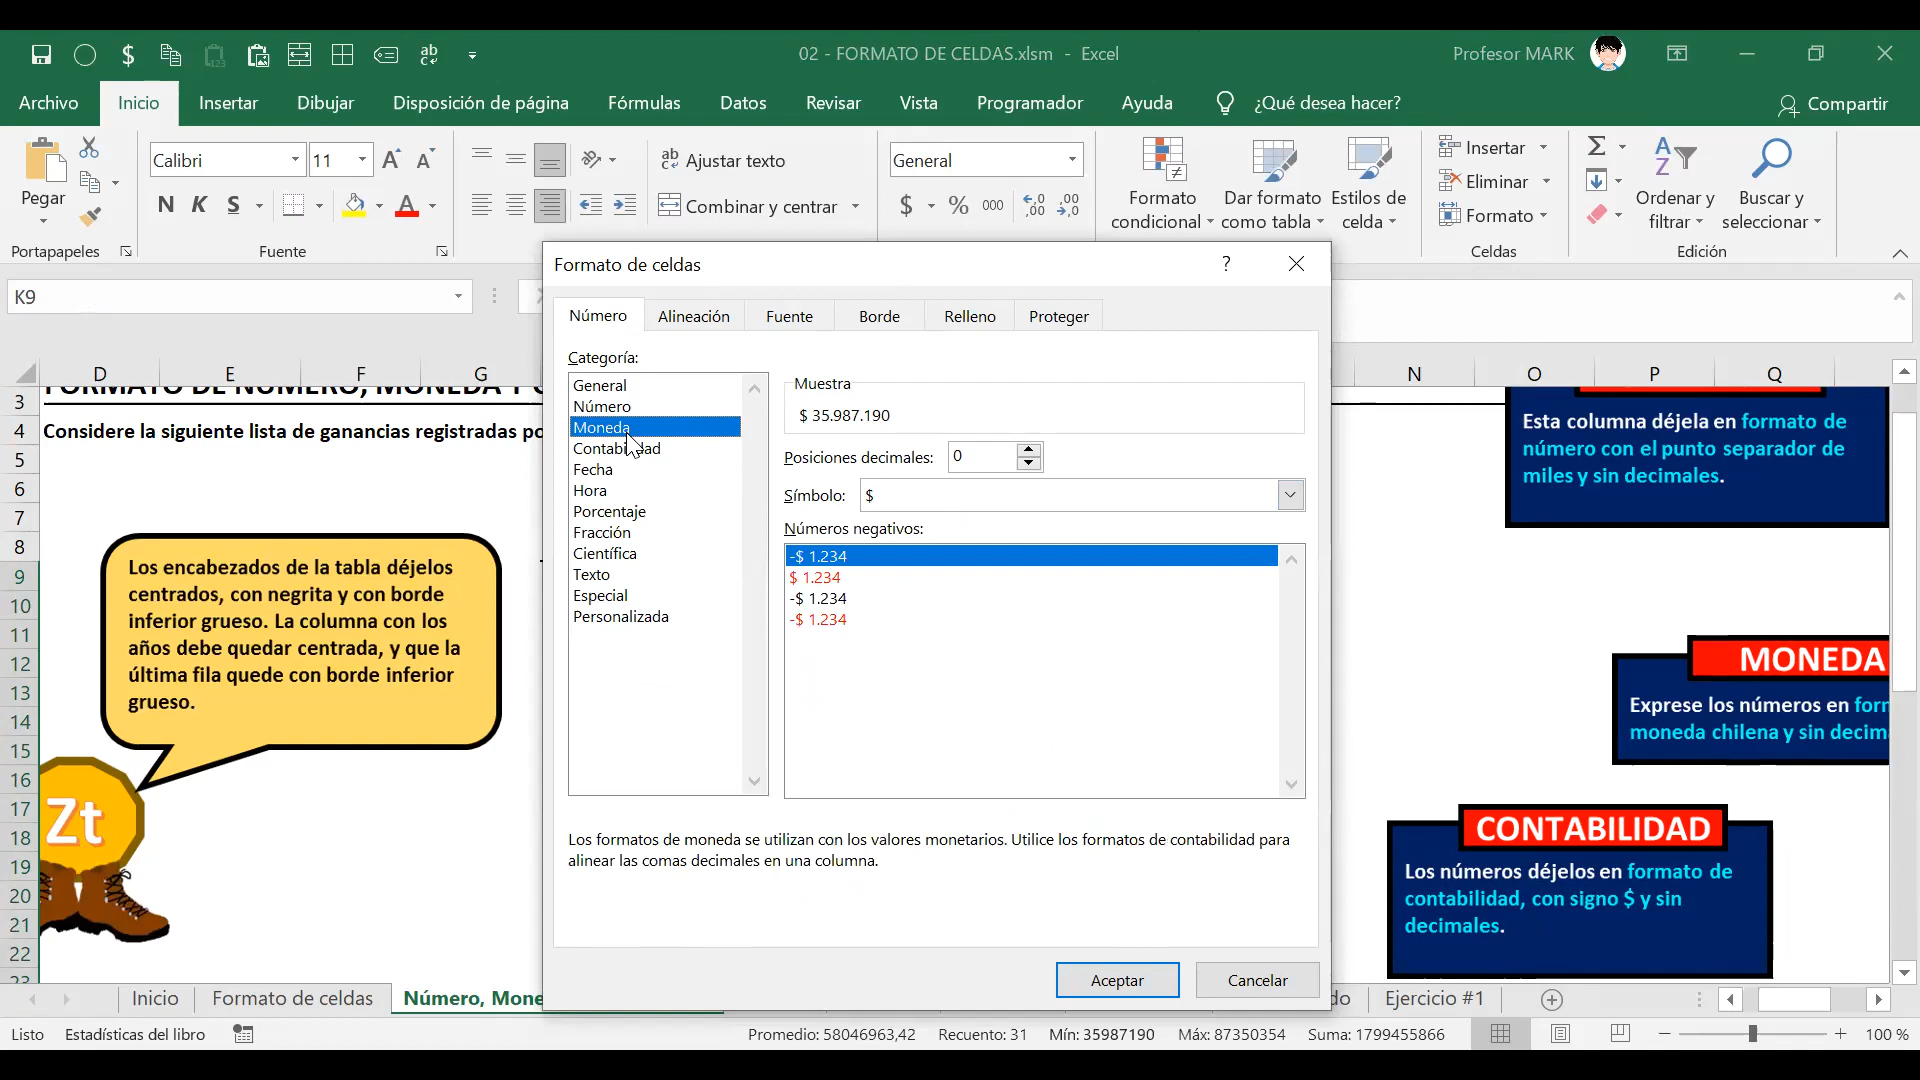 02 - FORMATO DE CELDAS.xlsm - Excel
Profesor MARK
Archivo Inicio Insertar Dibujar Disposición de página Fórmulas Datos Revisar Vista Programador Ayuda ¿Qué desea hacer? Compartir
Pegar
Portapapeles
Calibri 11
N K S
Fuente
Ajustar texto
Combinar y centrar
General
$ % 000
Formato condicional
Dar formato como tabla
Estilos de celda
Insertar
Eliminar
Formato
Celdas
Ordenar y filtrar
Buscar y seleccionar
Edición
K9
D E F G N O P Q
3
4
5
6
7
8
9
10
11
12
13
14
15
16
17
18
19
20
21
22
23
Considere la siguiente lista de ganancias registradas po
Los encabezados de la tabla déjelos
centrados, con negrita y con borde
inferior grueso. La columna con los
años debe quedar centrada, y que la
última fila quede con borde inferior
grueso.
Zt
Formato de celdas
?
Número Alineación Fuente Borde Relleno Proteger
Categoría:
General
Número
Moneda
Contabilidad
Fecha
Hora
Porcentaje
Fracción
Científica
Texto
Especial
Personalizada
Muestra
$ 35.987.190
Posiciones decimales: 0
Símbolo: $
Números negativos:
-$ 1.234
$ 1.234
-$ 1.234
-$ 1.234
Los formatos de moneda se utilizan con los valores monetarios. Utilice los formatos de contabilidad para
alinear las comas decimales en una columna.
Aceptar Cancelar
Esta columna déjela en formato de
número con el punto separador de
miles y sin decimales.
MONEDA
Exprese los números en for
moneda chilena y sin decim
CONTABILIDAD
Los números déjelos en formato de
contabilidad, con signo $ y sin
decimales.
Inicio Formato de celdas Número, Mone do Ejercicio #1
Listo Estadísticas del libro Promedio: 58046963,42 Recuento: 31 Mín: 35987190 Máx: 87350354 Suma: 1799455866 100 %